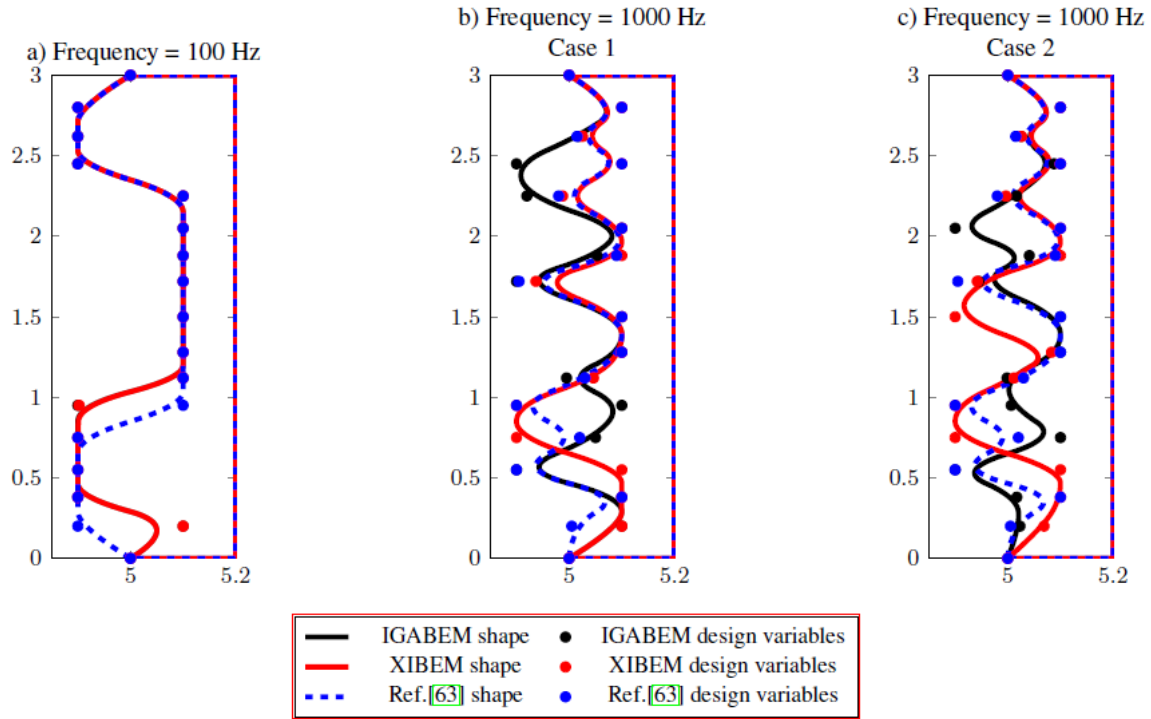 a) Frequency = 100 Hz
3
2.5
2
1.5
1
0.5
0
5
5.2
b) Frequency = 1000 Hz
Case 1
3
2.5
2
1.5
1
0.5
0
5
5.2
c) Frequency = 1000 Hz
Case 2
3
2.5
2
1.5
1
0.5
0
5
5.2
IGABEM shape
IGABEM design variables
XIBEM shape
XIBEM design variables
Ref.[63] shape
Ref.[63] design variables